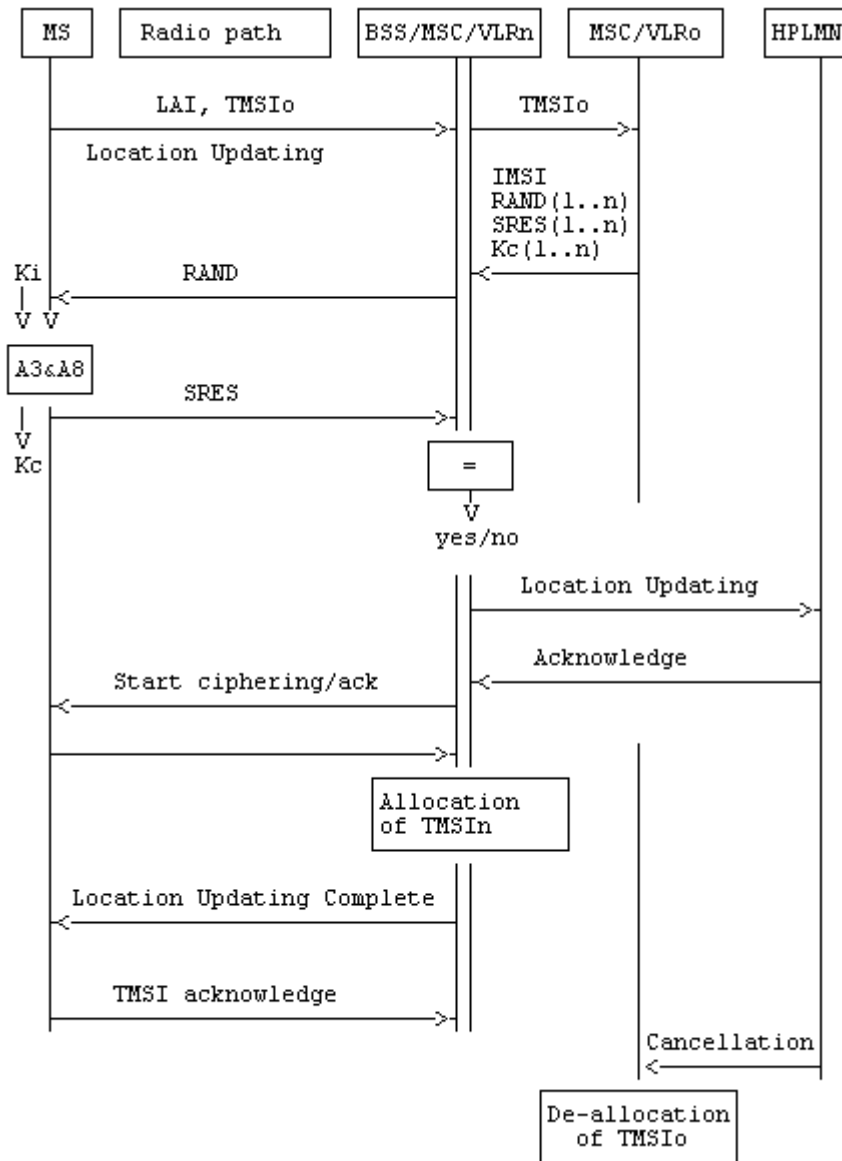 MS
Radio path
BSS/MSC/VLRn
MSC/VLRo
HPLMN
LAI, TMSIo
TMSIo
Location Updating
IMSI
RAND(1..n)
SRES(1..n)
Kc(1..n)
Ki
RAND
V V
A3&A8
SRES
V
Kc
=
V
yes/no
Location Updating
Acknowledge
Start ciphering/ack
Allocation
of TMSIn
Location Updating Complete
TMSI acknowledge
Cancellation
De-allocation
of TMSIo